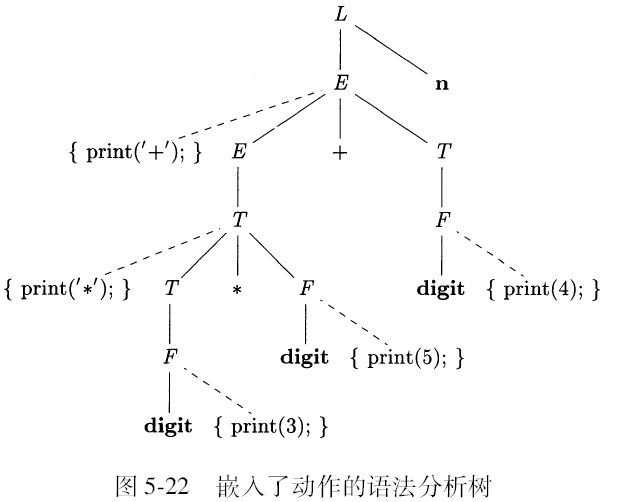 L
E n
{ print('+'); } E + T
T F
{ print('*'); } T * F digit { print(4); }
F digit { print(5); }
digit { print(3); }
图 5-22 嵌入了动作的语法分析树